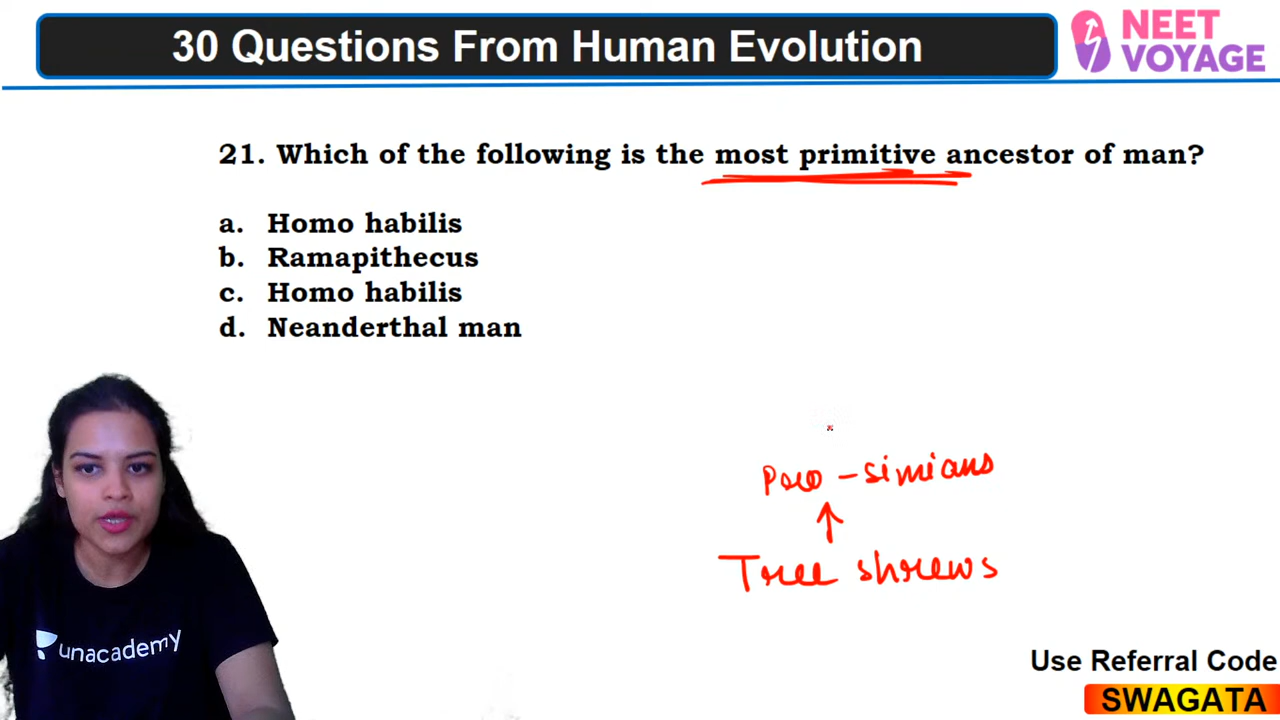 30 Questions From Human Evolution
NEET
VOYAGE
21. Which of the following is the most primitive ancestor of man?
a. Homo habilis
b. Ramapithecus
c. Homo habilis
d. Neanderthal man
Pro-simians
↑
Tree shrews
unacademy
Use Referral Code
SWAGATA